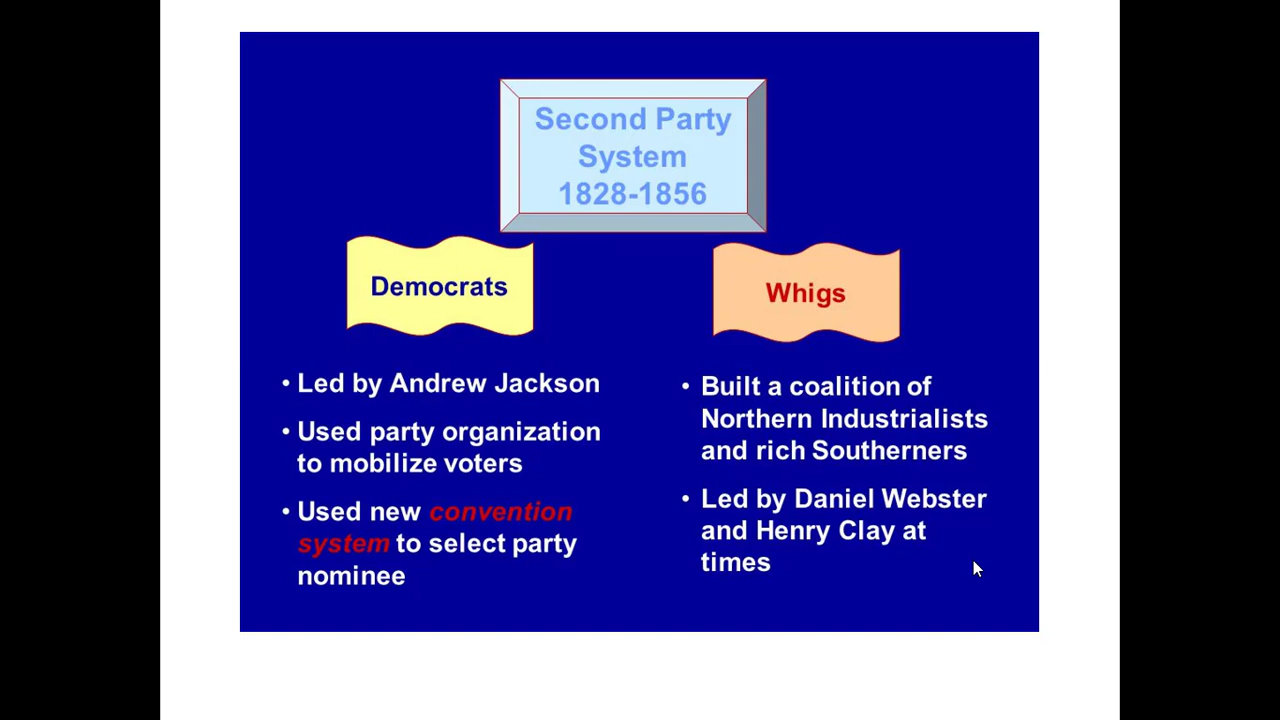 Second Party
System
1828-1856
Democrats
• Led by Andrew Jackson
• Used party organization
to mobilize voters
• Used new convention
system to select party
nominee
Whigs
• Built a coalition of
Northern Industrialists
and rich Southerners
• Led by Daniel Webster
and Henry Clay at
times